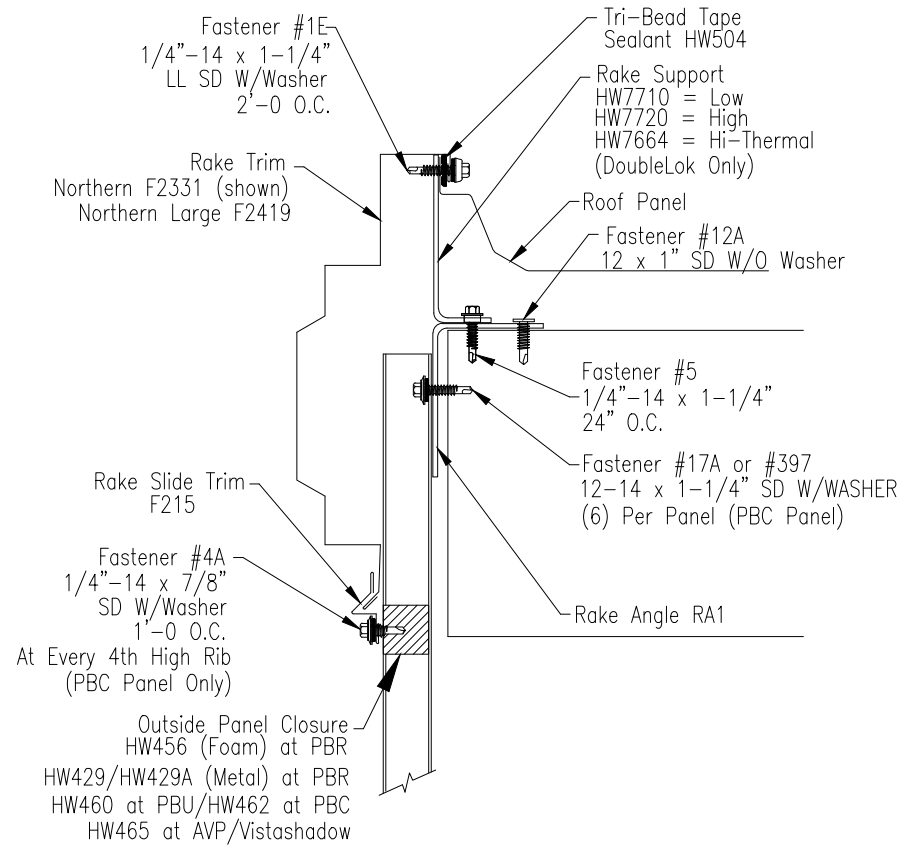 Fastener #1E
1/4"-14 x 1-1/4"
LL SD W/Washer
2'-0 O.C.
Tri-Bead Tape
Sealant HW504
Rake Support
HW7710 = Low
HW7720 = High
HW7664 = Hi-Thermal
(DoubleLok Only)
Rake Trim
Northern F2331 (shown)
Northern Large F2419
Roof Panel
Fastener #12A
12 x 1" SD W/O Washer
Fastener #5
1/4"-14 x 1-1/4"
24" O.C.
Fastener #17A or #397
12-14 x 1-1/4" SD W/WASHER
(6) Per Panel (PBC Panel)
Rake Slide Trim
F215
Fastener #4A
1/4"-14 x 7/8"
SD W/Washer
1'-0 O.C.
At Every 4th High Rib
(PBC Panel Only)
Rake Angle RA1
Outside Panel Closure
HW456 (Foam) at PBR
HW429/HW429A (Metal) at PBR
HW460 at PBU/HW462 at PBC
HW465 at AVP/Vistashadow